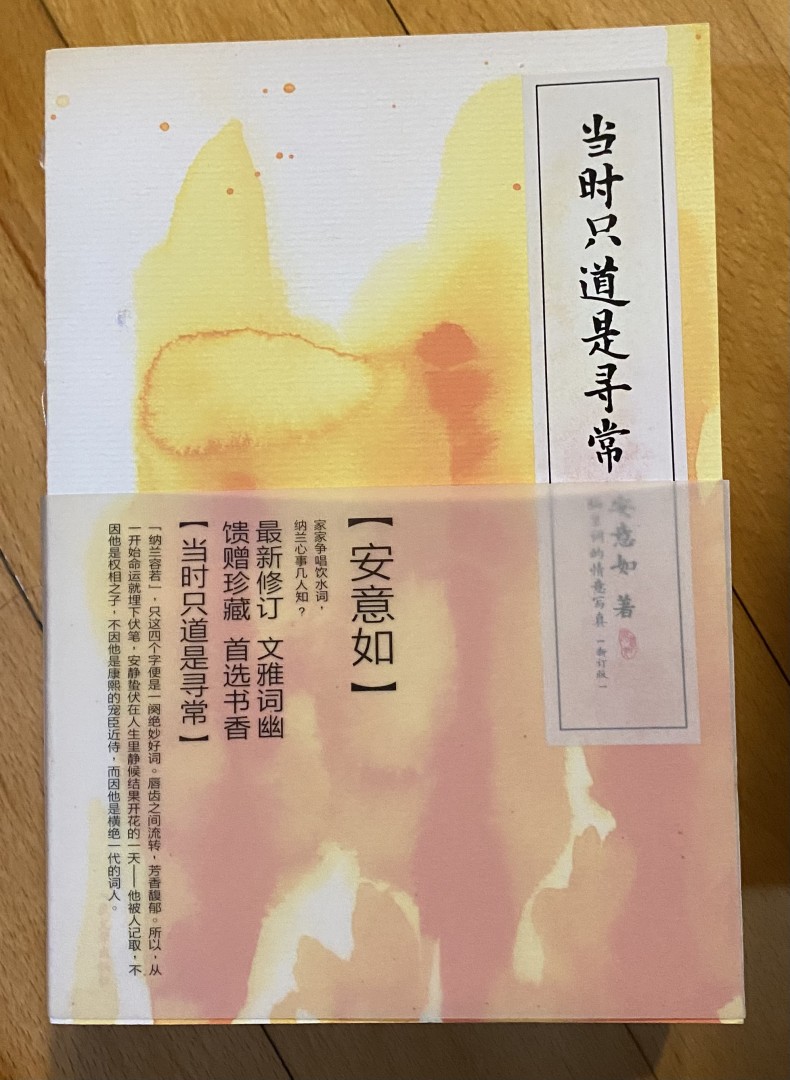 当时只道是寻常
安意如 著
纳兰词的情意写真（新订版）
【安意如】
家家争唱饮水词，
纳兰心事几人知？
最新修订 文雅词幽
馈赠珍藏 首选书香
【当时只道是寻常】
「纳兰容若」，只这四个字便是一阕绝妙好词。唇齿之间流转，芳香馥郁。所以，从
一开始命运就埋下伏笔，安静蛰伏在人生里静候结果开花的一天——他被人记取，不
因他是权相之子，不因他是康熙的宠臣近侍，而因他是横绝一代的词人。